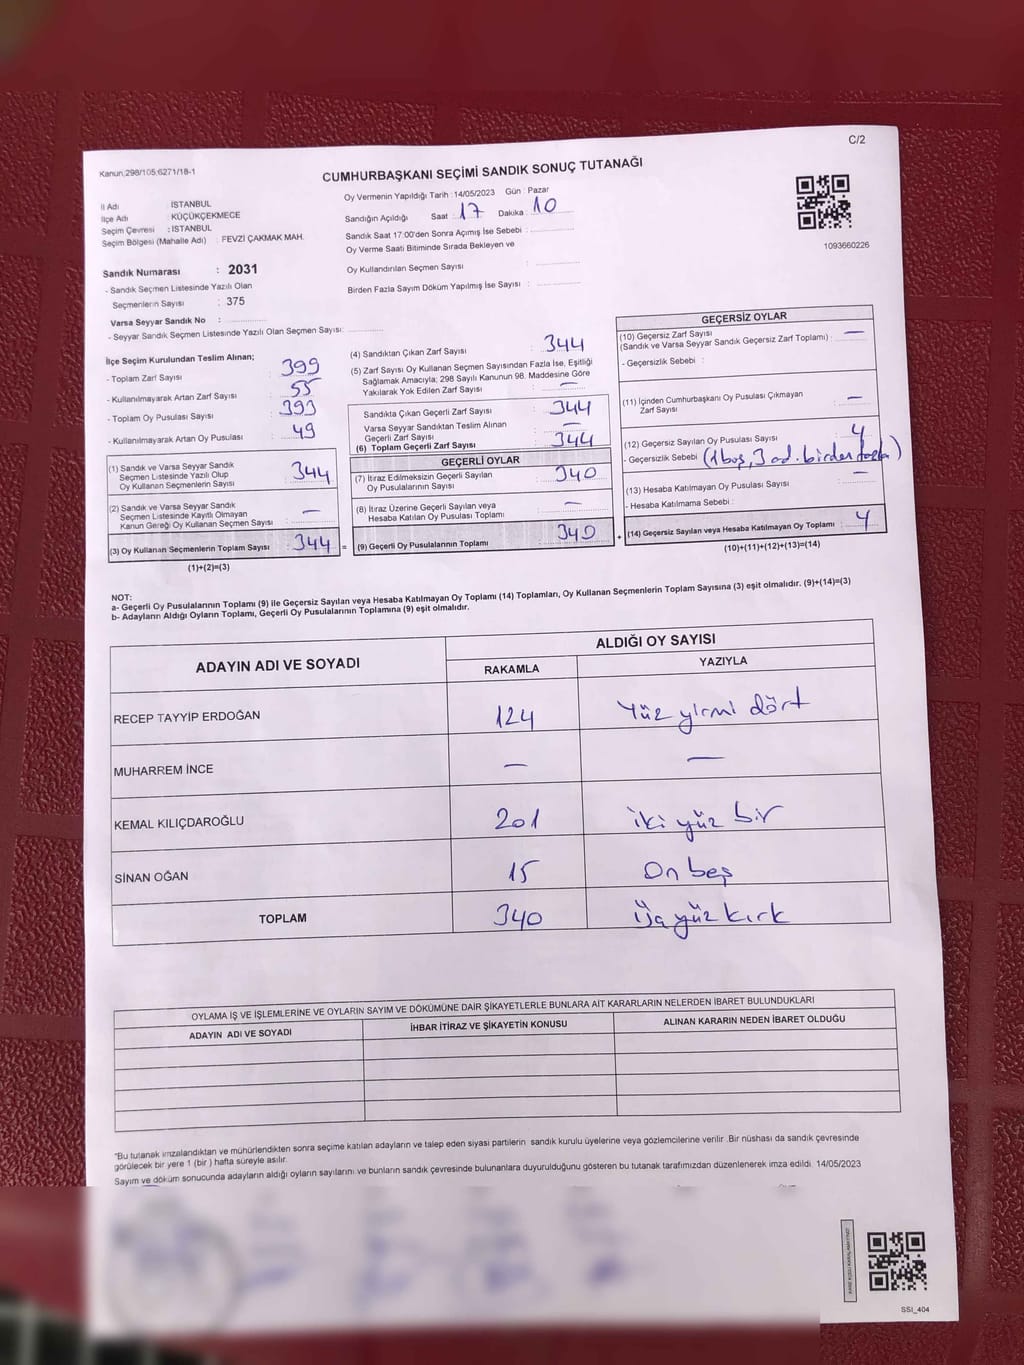 C/2
Kanun,298/105,6271/18-1
CUMHURBAŞKANI SEÇİMİ SANDIK SONUÇ TUTANAĞI
İl Adı : İSTANBUL
İlçe Adı : KÜÇÜKÇEKMECE
Seçim Çevresi : İSTANBUL
Seçim Bölgesi (Mahalle Adı) : FEVZİ ÇAKMAK MAH.
Oy Vermenin Yapıldığı Tarih : 14/05/2023 Gün : Pazar
Sandığın Açıldığı Saat : 17 Dakika : 10
Sandık Saat 17:00'den Sonra Açımış İse Sebebi :
Oy Verme Saati Bitiminde Sırada Bekleyen ve
Oy Kullandırılan Seçmen Sayısı :
Birden Fazla Sayım Döküm Yapılmış İse Sayısı :
1093660226
Sandık Numarası : 2031
- Sandık Seçmen Listesinde Yazılı Olan
Seçmenlerin Sayısı : 375
Varsa Seyyar Sandık No :
- Seyyar Sandık Seçmen Listesinde Yazılı Olan Seçmen Sayısı:
İlçe Seçim Kurulundan Teslim Alınan;
- Toplam Zarf Sayısı : 399
- Kullanılmayarak Artan Zarf Sayısı : 55
- Toplam Oy Pusulası Sayısı : 393
- Kullanılmayarak Artan Oy Pusulası : 49
(1) Sandık ve Varsa Seyyar Sandık
Seçmen Listesinde Yazılı Olup
Oy Kullanan Seçmenlerin Sayısı : 344
(2) Sandık ve Varsa Seyyar Sandık
Seçmen Listesinde Kayıtlı Olmayan
Kanun Gereği Oy Kullanan Seçmen Sayısı : —
(3) Oy Kullanan Seçmenlerin Toplam Sayısı : 344 =
(1)+(2)=(3)
(4) Sandıktan Çıkan Zarf Sayısı : 344
(5) Zarf Sayısı Oy Kullanan Seçmen Sayısından Fazla İse, Eşitliği
Sağlamak Amacıyla; 298 Sayılı Kanunun 98. Maddesine Göre
Yakılarak Yok Edilen Zarf Sayısı : —
Sandıkta Çıkan Geçerli Zarf Sayısı : 344
Varsa Seyyar Sandıktan Teslim Alınan
Geçerli Zarf Sayısı : —
(6) Toplam Geçerli Zarf Sayısı : 344
GEÇERLİ OYLAR
(7) İtiraz Edilmeksizin Geçerli Sayılan
Oy Pusulalarının Sayısı : 340
(8) İtiraz Üzerine Geçerli Sayılan veya
Hesaba Katılan Oy Pusulası Toplamı : —
(9) Geçerli Oy Pusulalarının Toplamı : 340 +
GEÇERSİZ OYLAR
(10) Geçersiz Zarf Sayısı
(Sandık ve Varsa Seyyar Sandık Geçersiz Zarf Toplamı) : —
- Geçersizlik Sebebi :
(11) İçinden Cumhurbaşkanı Oy Pusulası Çıkmayan
Zarf Sayısı : —
(12) Geçersiz Sayılan Oy Pusulası Sayısı : 4
- Geçersizlik Sebebi (1 boş, 3 ad. birden fazla)
(13) Hesaba Katılmayan Oy Pusulası Sayısı : —
- Hesaba Katılmama Sebebi :
(14) Geçersiz Sayılan veya Hesaba Katılmayan Oy Toplamı : 4
(10)+(11)+(12)+(13)=(14)
NOT:
a- Geçerli Oy Pusulalarının Toplamı (9) ile Geçersiz Sayılan veya Hesaba Katılmayan Oy Toplamı (14) Toplamları, Oy Kullanan Seçmenlerin Toplam Sayısına (3) eşit olmalıdır. (9)+(14)=(3)
b- Adayların Aldığı Oyların Toplamı, Geçerli Oy Pusulalarının Toplamına (9) eşit olmalıdır.
ADAYIN ADI VE SOYADI ALDIĞI OY SAYISI
RAKAMLA YAZIYLA
RECEP TAYYİP ERDOĞAN 124 Yüz yirmi dört
MUHARREM İNCE — —
KEMAL KILIÇDAROĞLU 201 iki yüz bir
SİNAN OĞAN 15 On beş
TOPLAM 340 Üç yüz kırk
OYLAMA İŞ VE İŞLEMLERİNE VE OYLARIN SAYIM VE DÖKÜMÜNE DAİR ŞİKAYETLERLE BUNLARA AİT KARARLARIN NELERDEN İBARET BULUNDUKLARI
ADAYIN ADI VE SOYADI İHBAR İTİRAZ VE ŞİKAYETİN KONUSU ALINAN KARARIN NEDEN İBARET OLDUĞU
"Bu tutanak imzalandıktan ve mühürlendikten sonra seçime katılan adayların ve talep eden siyasi partilerin sandık kurulu üyelerine veya gözlemcilerine verilir .Bir nüshası da sandık çevresinde
görülecek bir yere 1 (bir ) hafta süreyle asılır.
Sayım ve döküm sonucunda adayların aldığı oyların sayılarını ve bunların sandık çevresinde bulunanlara duyurulduğunu gösteren bu tutanak tarafımızdan düzenlenerek imza edildi. 14/05/2023
SSI_404